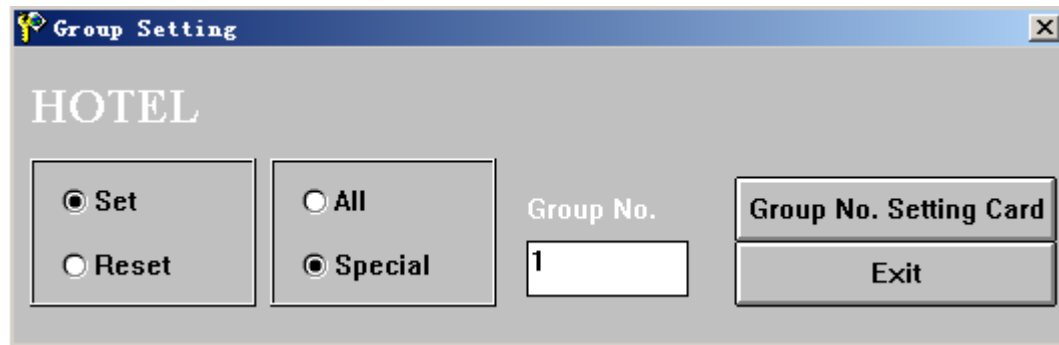 Group Setting
HOTEL
Set
Reset
All
Special
Group No.
1
Group No. Setting Card
Exit